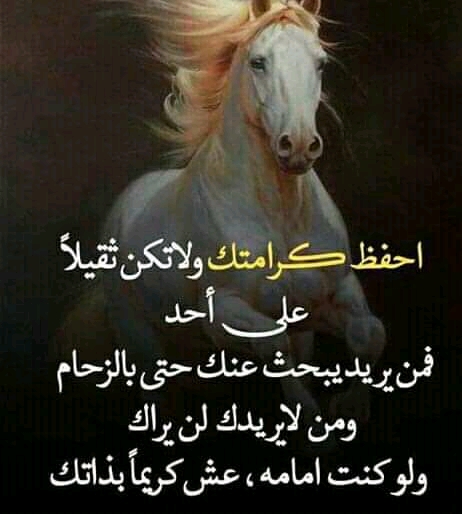 احفظ كرامتك ولاتكن ثقيلاً
على أحد
فمن يريد يبحث عنك حتى بالزحام
ومن لايريدك لن يراك
ولو كنت امامه ، عش كريماً بذاتك